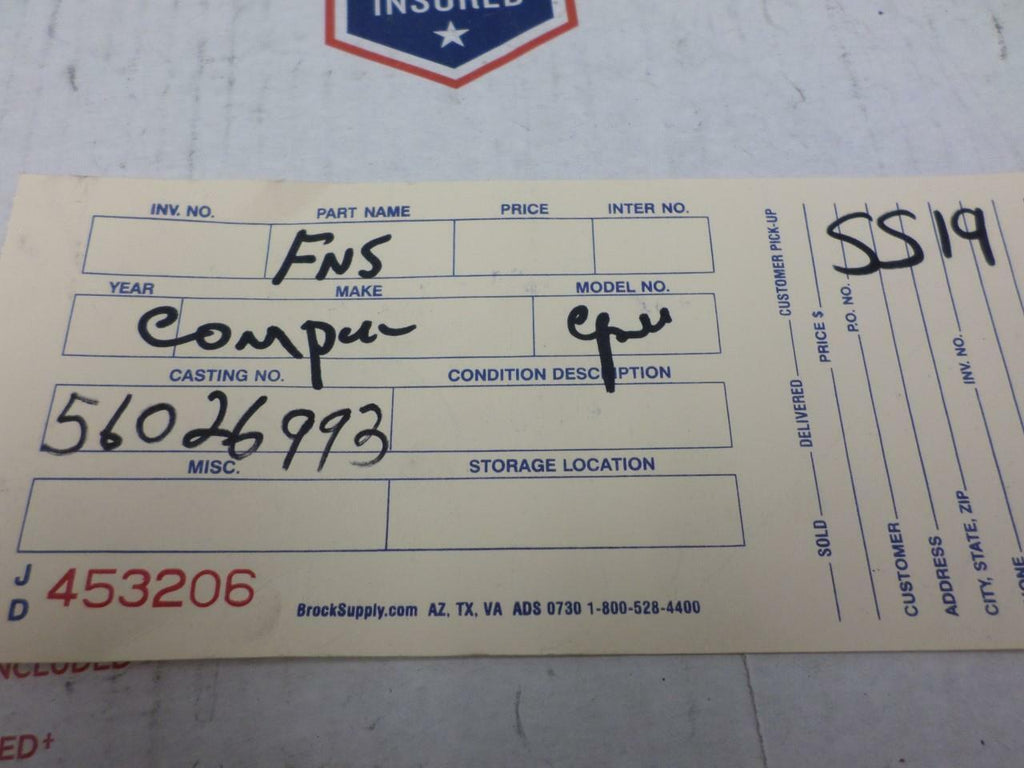 INSURED
INV. NO. PART NAME PRICE INTER NO.
FNS
YEAR MAKE MODEL NO.
CPU
CASTING NO. CONDITION DESCRIPTION
56026993
MISC. STORAGE LOCATION
J D 453206
BrockSupply.com AZ, TX, VA ADS 0730 1-800-528-4400
SS19
SOLD DELIVERED CUSTOMER PICK-UP
PRICE $
P.O. NO.
CUSTOMER
ADDRESS INV. NO.
CITY, STATE, ZIP
INCLUDED